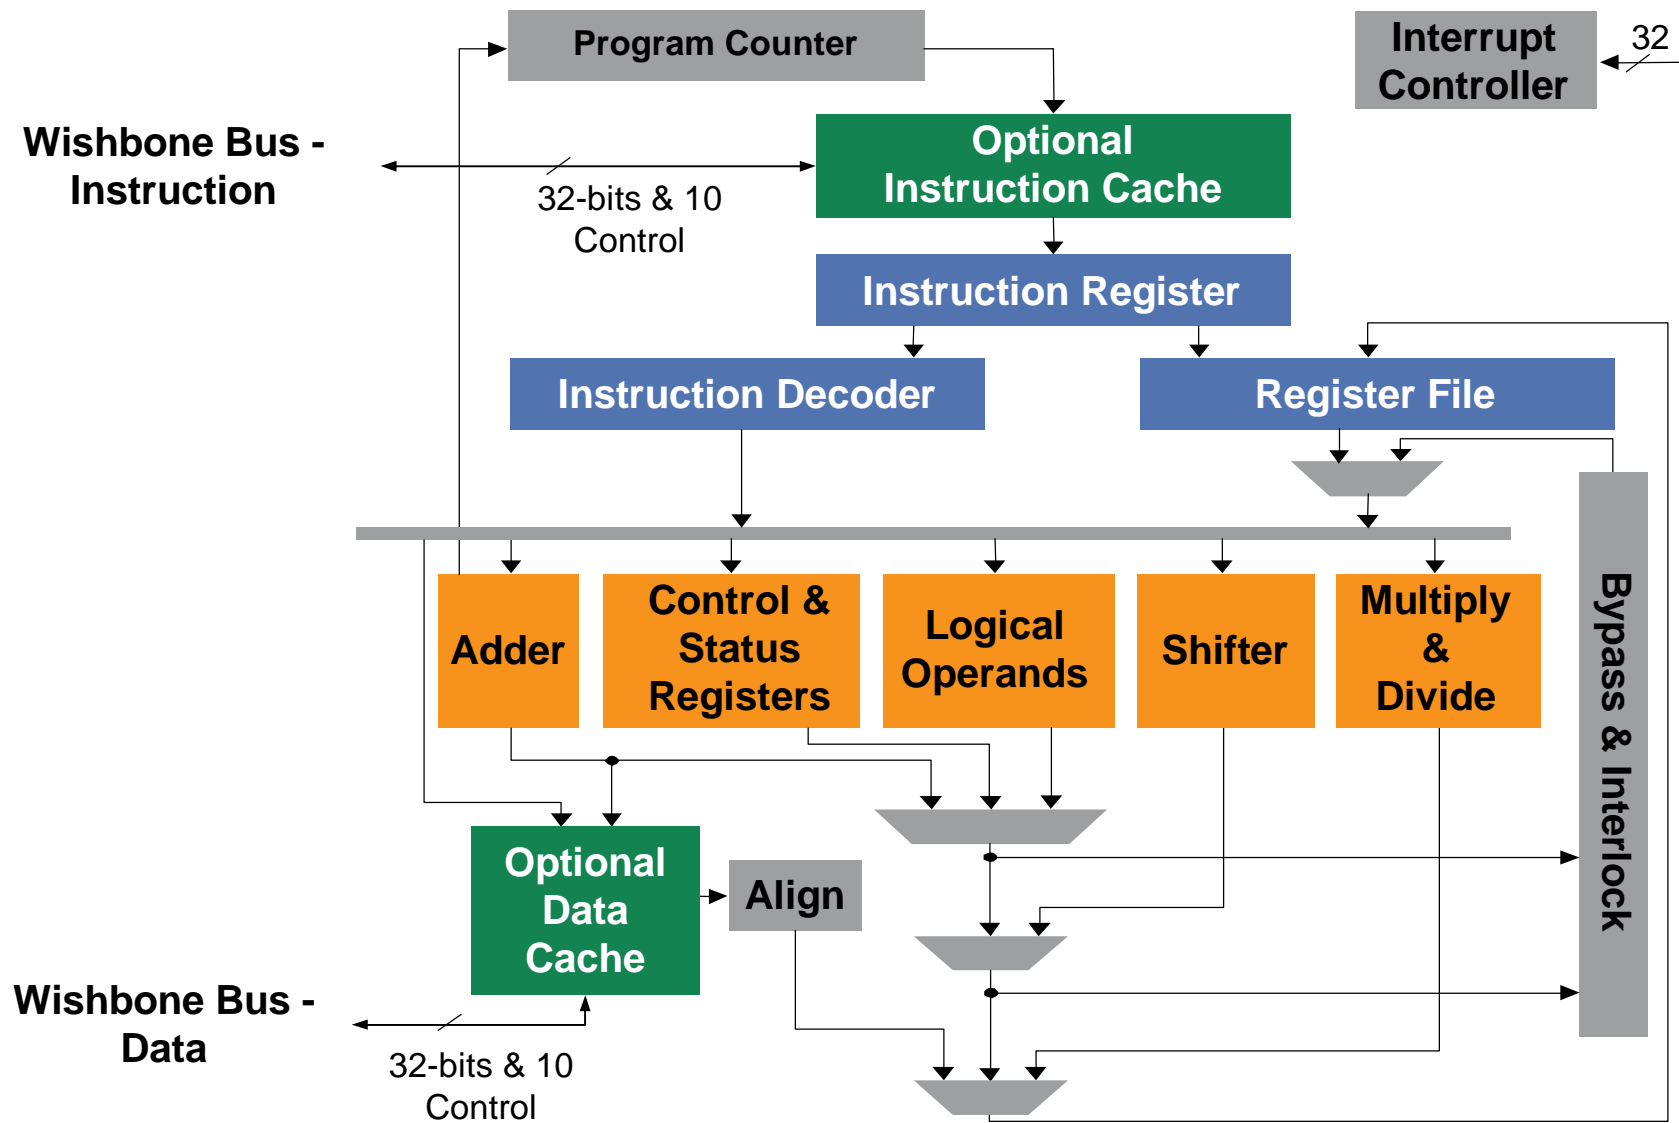 Program Counter
Interrupt
Controller
32
Wishbone Bus -
Instruction
32-bits & 10
Control
Optional
Instruction Cache
Instruction Register
Instruction Decoder
Register File
Adder
Control &
Status
Registers
Logical
Operands
Shifter
Multiply
&
Divide
Bypass & Interlock
Optional
Data
Cache
Align
Wishbone Bus -
Data
32-bits & 10
Control